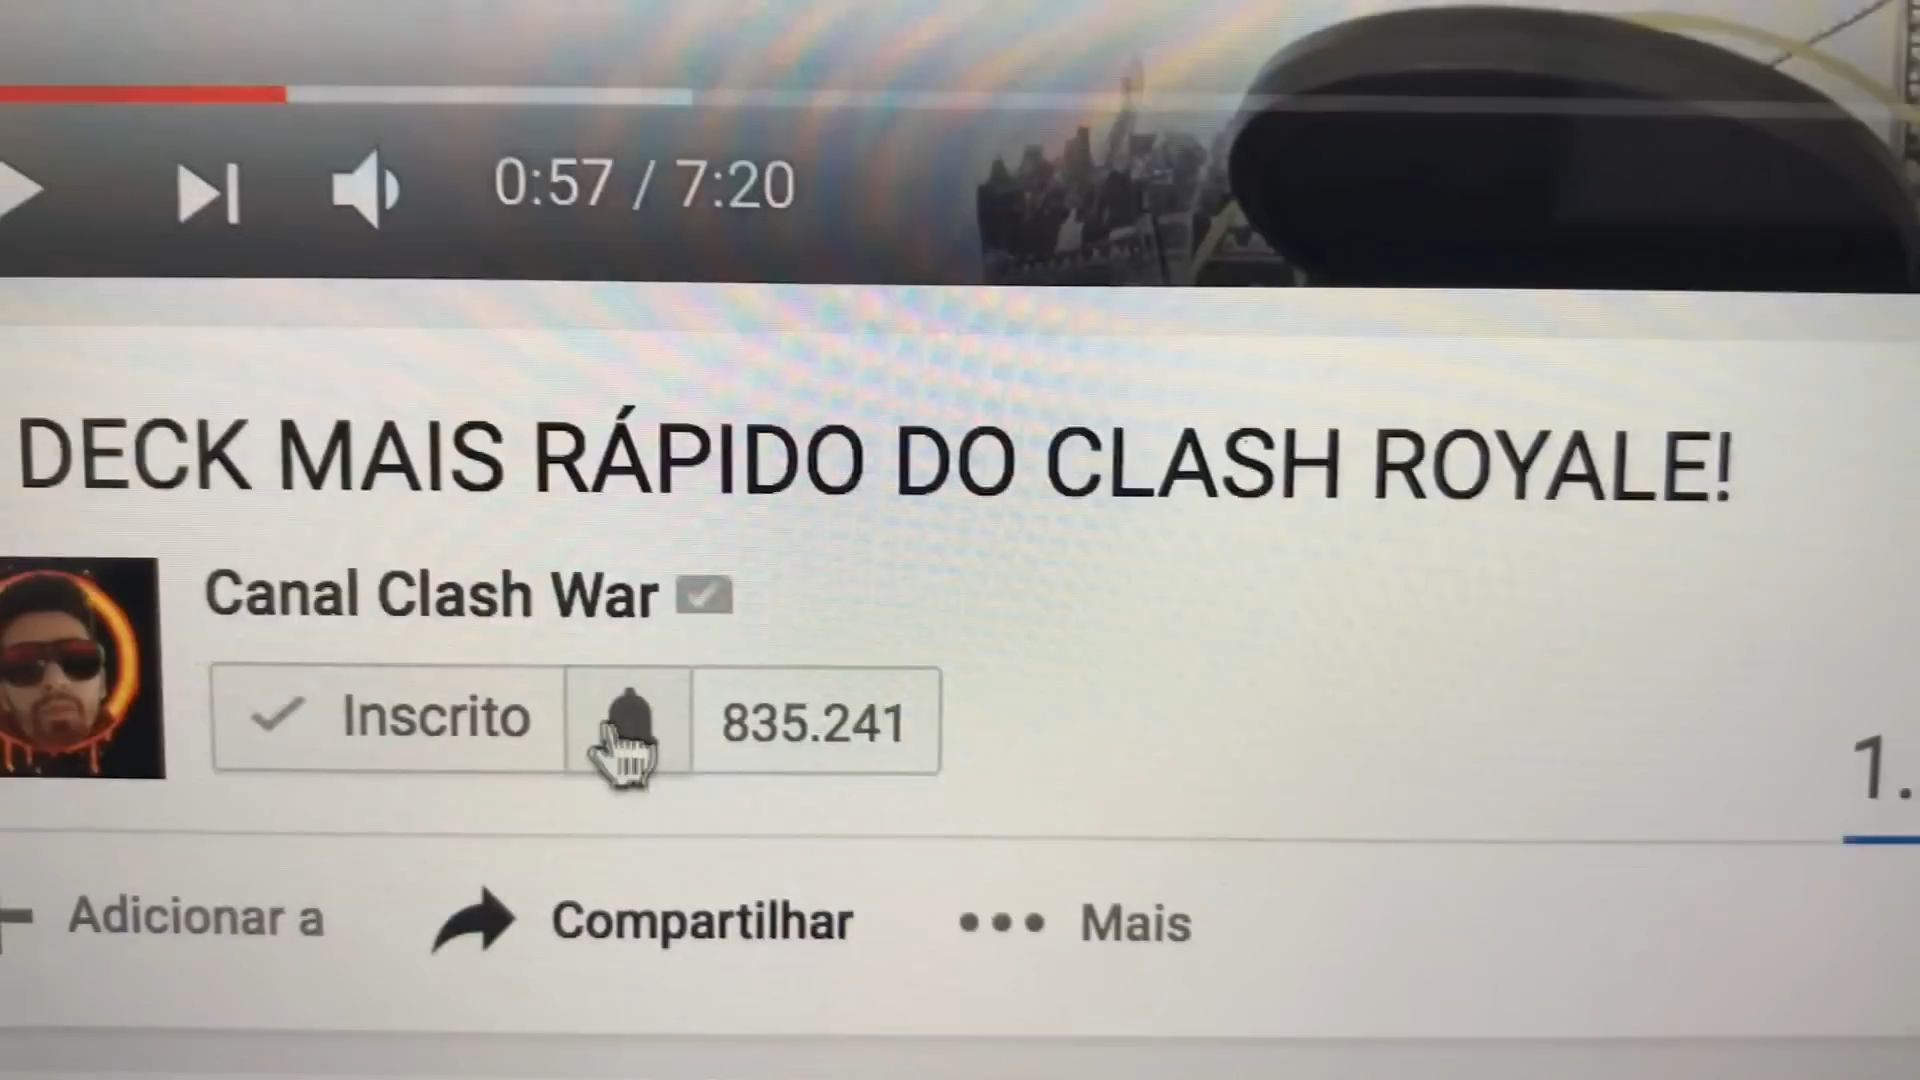 0:57 / 7:20
DECK MAIS RÁPIDO DO CLASH ROYALE!
Canal Clash War
Inscrito 835.241
1.
Adicionar a Compartilhar Mais